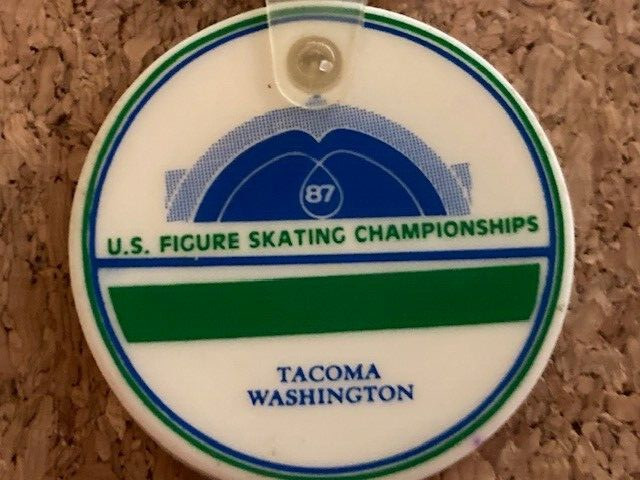 87
U.S. FIGURE SKATING CHAMPIONSHIPS
TACOMA
WASHINGTON